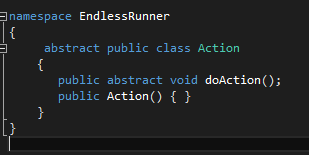 namespace EndlessRunner
{
abstract public class Action
{
public abstract void doAction();
public Action() { }
}
}